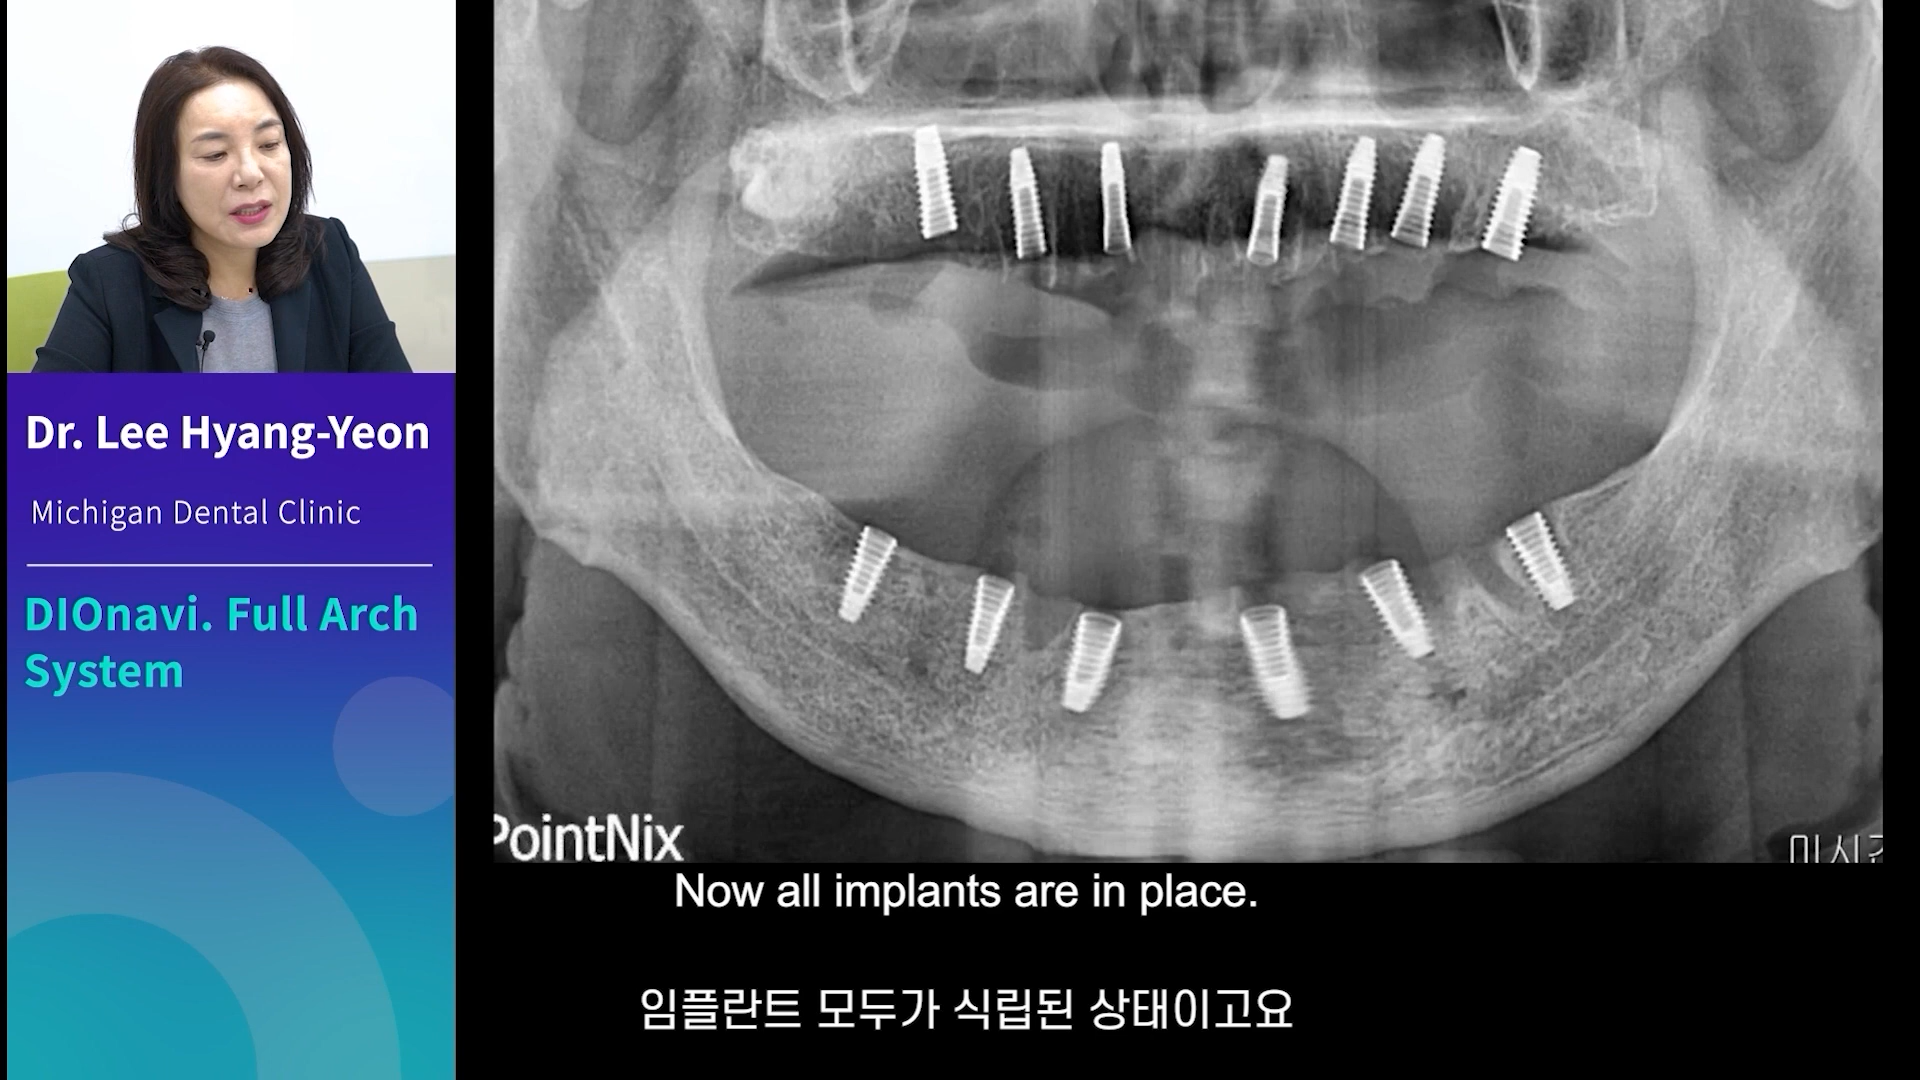 Dr. Lee Hyang-Yeon
Michigan Dental Clinic
DIOnavi. Full Arch
System
PointNix
Now all implants are in place.
임플란트 모두가 식립된 상태이고요